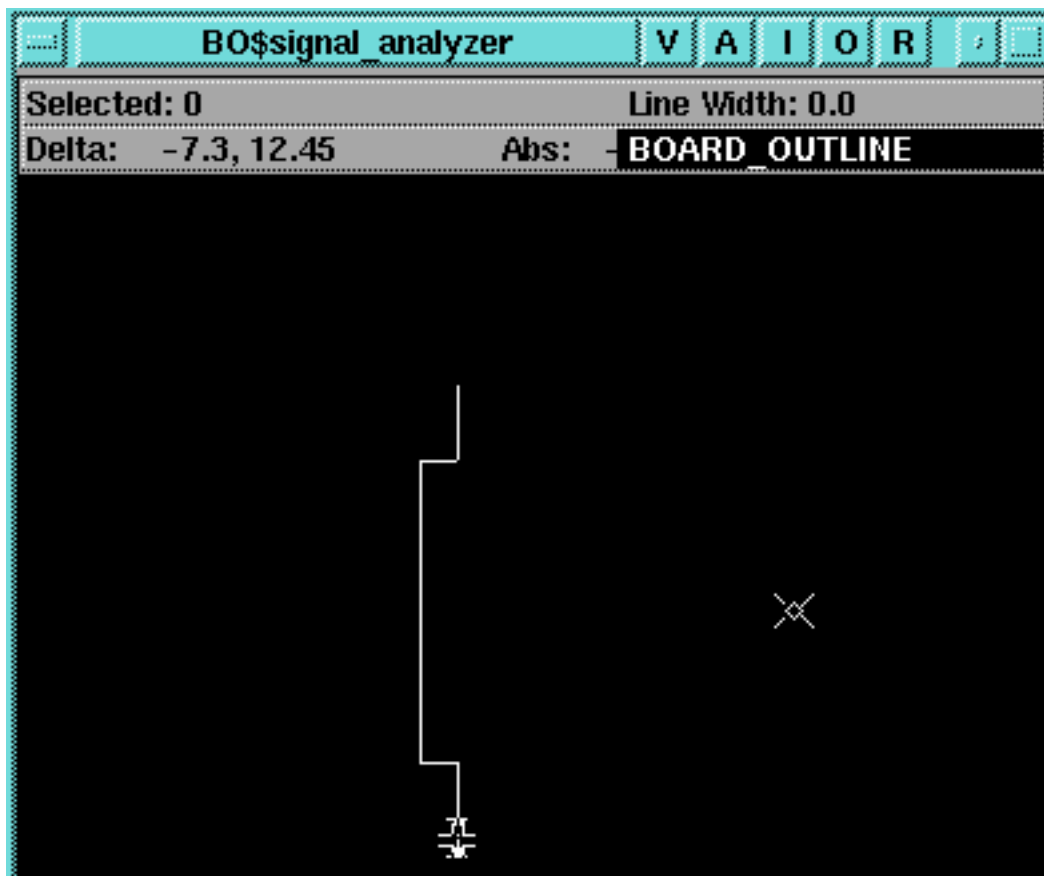 BO$signal_analyzer V A I O R
Selected: 0 Line Width: 0.0
Delta: -7.3, 12.45 Abs: - BOARD_OUTLINE